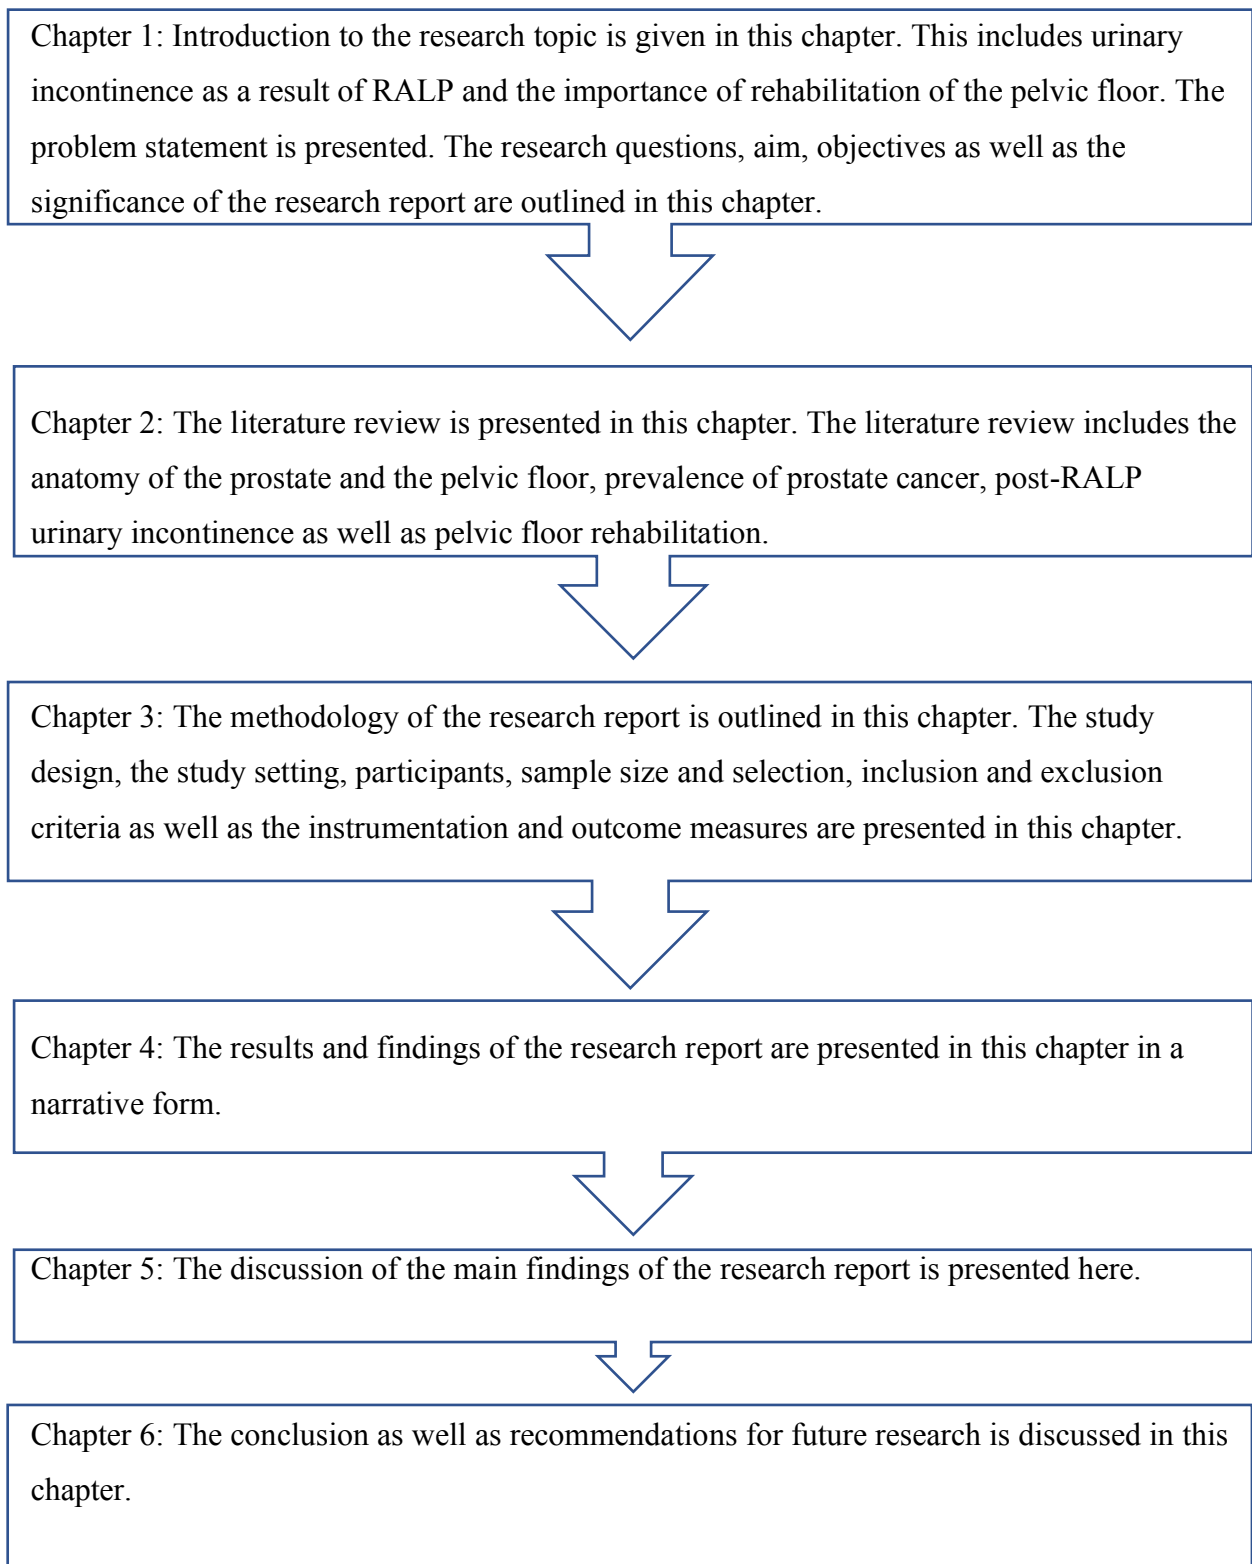 Chapter 1: Introduction to the research topic is given in this chapter. This includes urinary
incontinence as a result of RALP and the importance of rehabilitation of the pelvic floor. The
problem statement is presented. The research questions, aim, objectives as well as the
significance of the research report are outlined in this chapter.
Chapter 2: The literature review is presented in this chapter. The literature review includes the
anatomy of the prostate and the pelvic floor, prevalence of prostate cancer, post-RALP
urinary incontinence as well as pelvic floor rehabilitation.
Chapter 3: The methodology of the research report is outlined in this chapter. The study
design, the study setting, participants, sample size and selection, inclusion and exclusion
criteria as well as the instrumentation and outcome measures are presented in this chapter.
Chapter 4: The results and findings of the research report are presented in this chapter in a
narrative form.
Chapter 5: The discussion of the main findings of the research report is presented here.
Chapter 6: The conclusion as well as recommendations for future research is discussed in this
chapter.